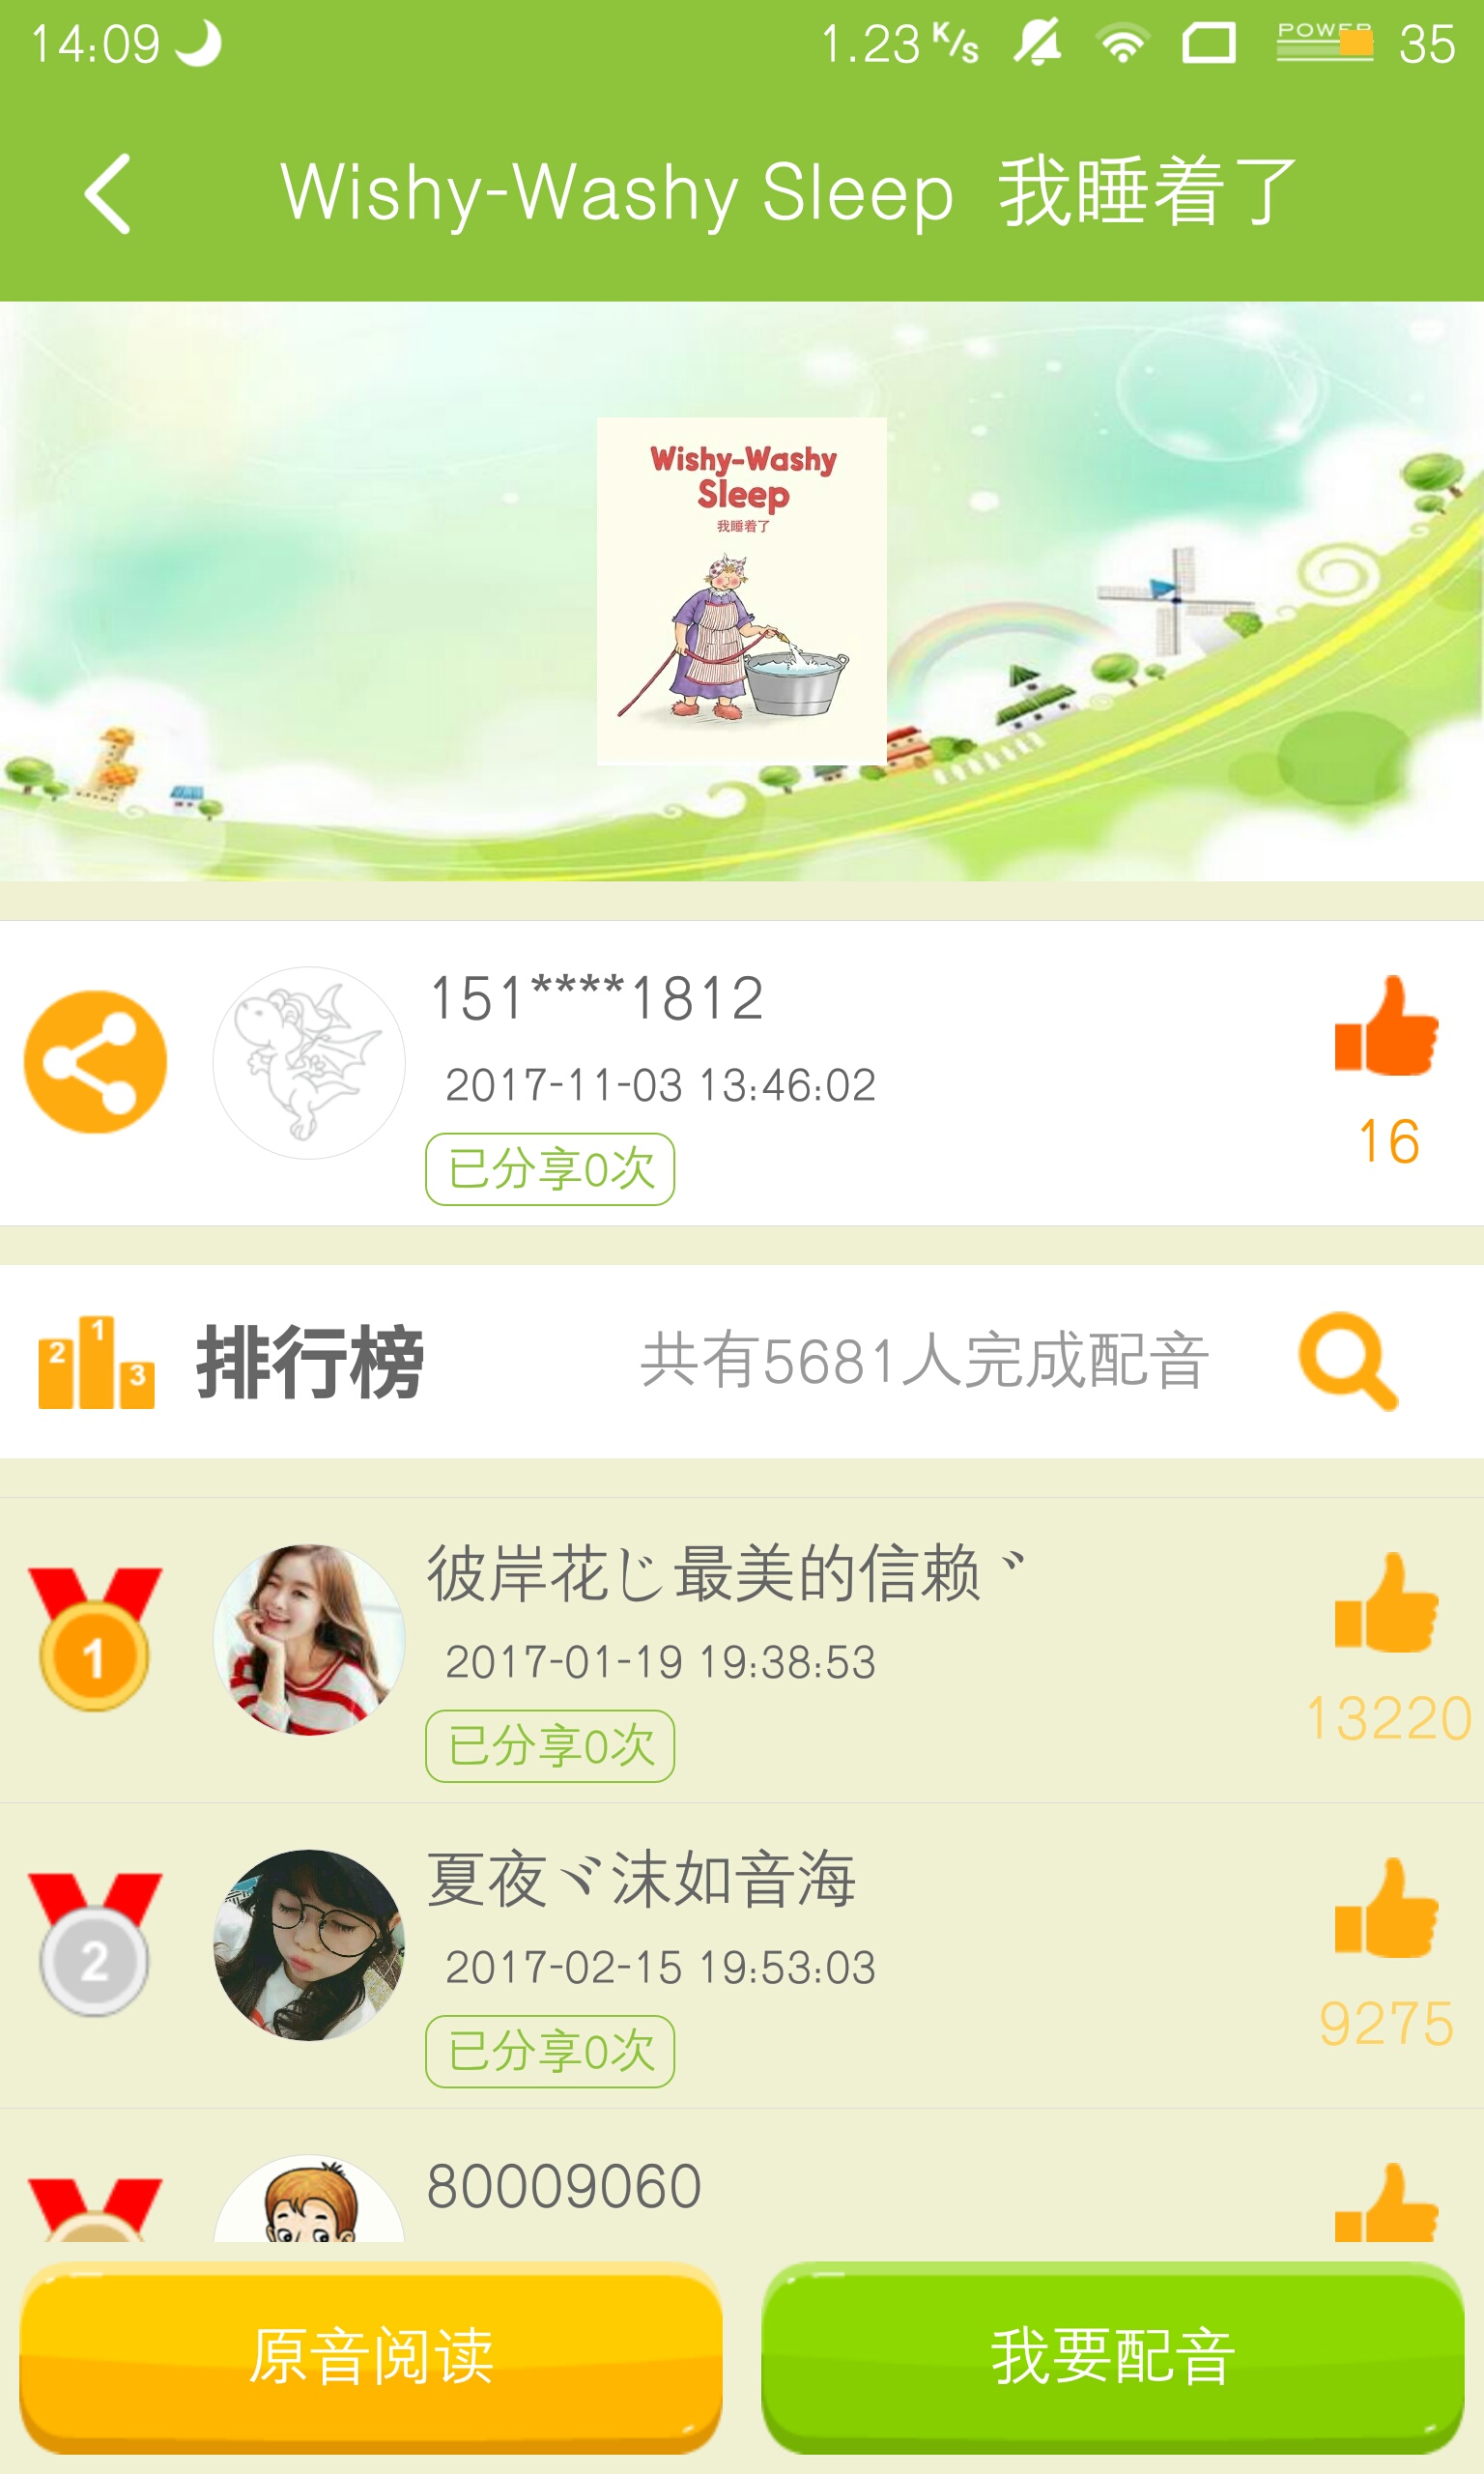 14:09 1.23 K/s POWER 35
Wishy-Washy Sleep 我睡着了
Wishy-Washy
Sleep
我睡着了
151****1812
2017-11-03 13:46:02
已分享0次
16
2 1 3 排行榜 共有5681人完成配音
1
彼岸花じ最美的信赖ヾ
2017-01-19 19:38:53
已分享0次
13220
2
夏夜ヾ沫如音海
2017-02-15 19:53:03
已分享0次
9275
80009060
原音阅读 我要配音